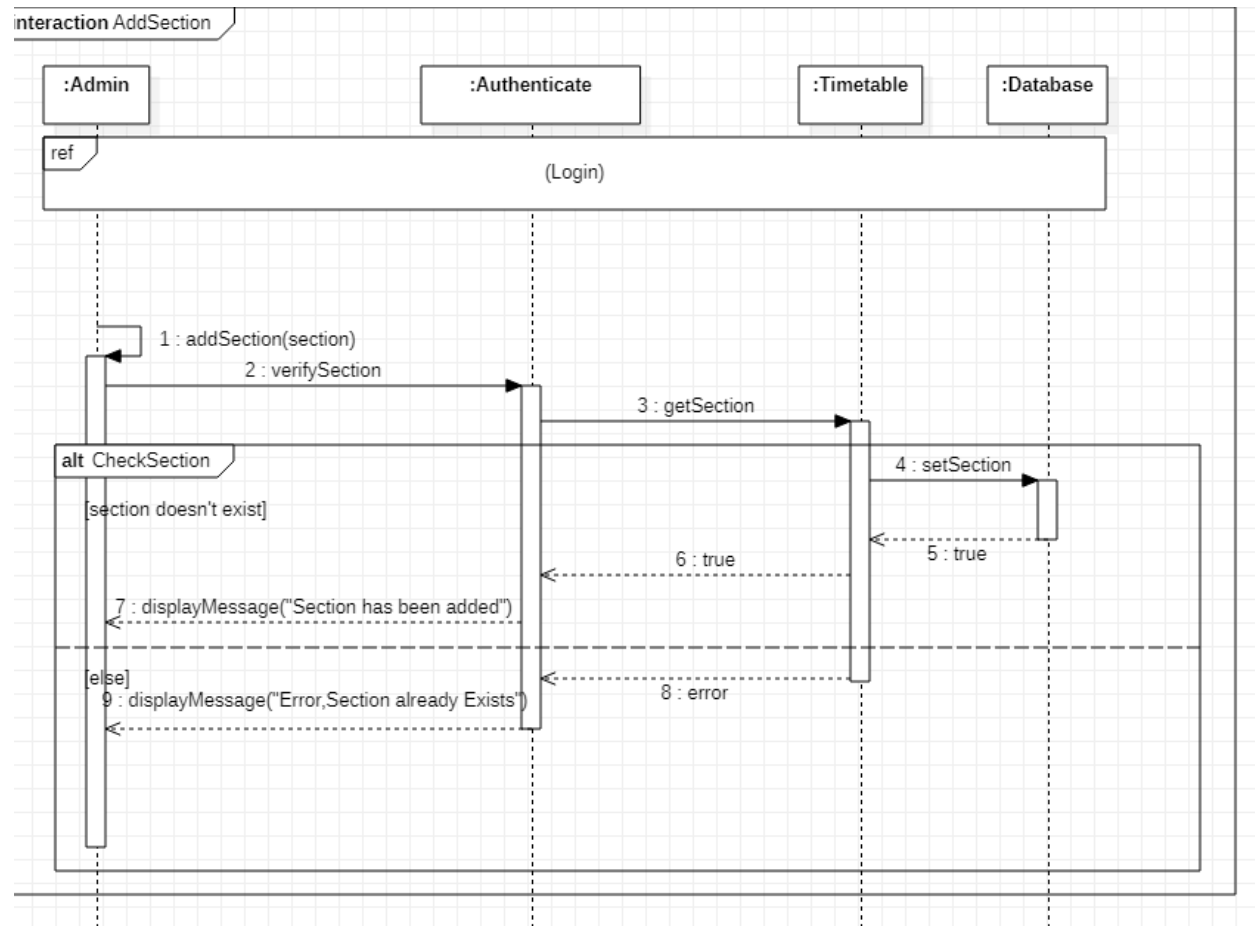 interaction AddSection
:Admin
:Authenticate
:Timetable
:Database
ref
(Login)
1 : addSection(section)
2 : verifySection
3 : getSection
alt CheckSection
4 : setSection
[section doesn't exist]
5 : true
6 : true
7 : displayMessage("Section has been added")
[else]
8 : error
9 : displayMessage("Error,Section already Exists")